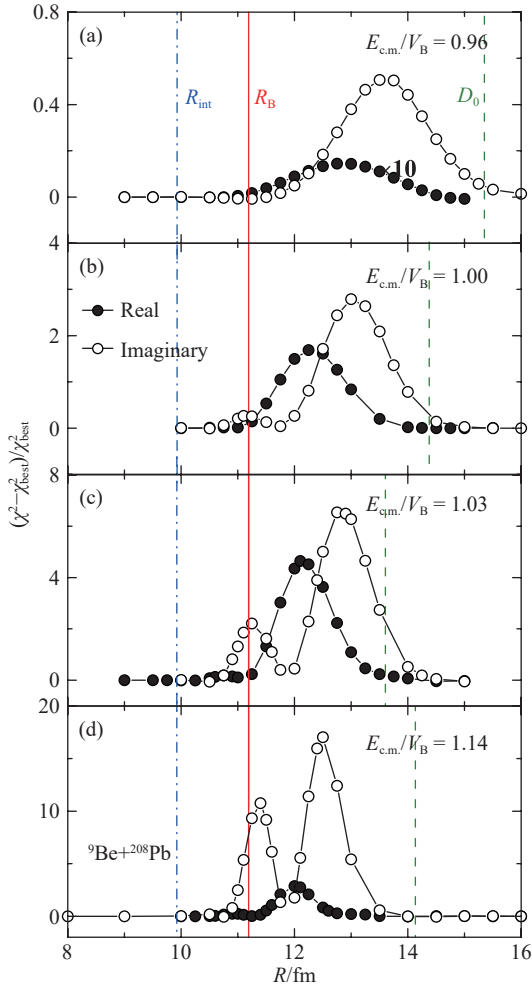 (a)
E_c.m./V_B = 0.96
R_int
R_B
D_0
×10
0.8
0.4
0
4
(b)
E_c.m./V_B = 1.00
Real
Imaginary
2
0
8
(c)
E_c.m./V_B = 1.03
4
0
20
(d)
E_c.m./V_B = 1.14
⁹Be+²⁰⁸Pb
10
0
8 10 12 14 16
R/fm
(χ²−χ²_best)/χ²_best